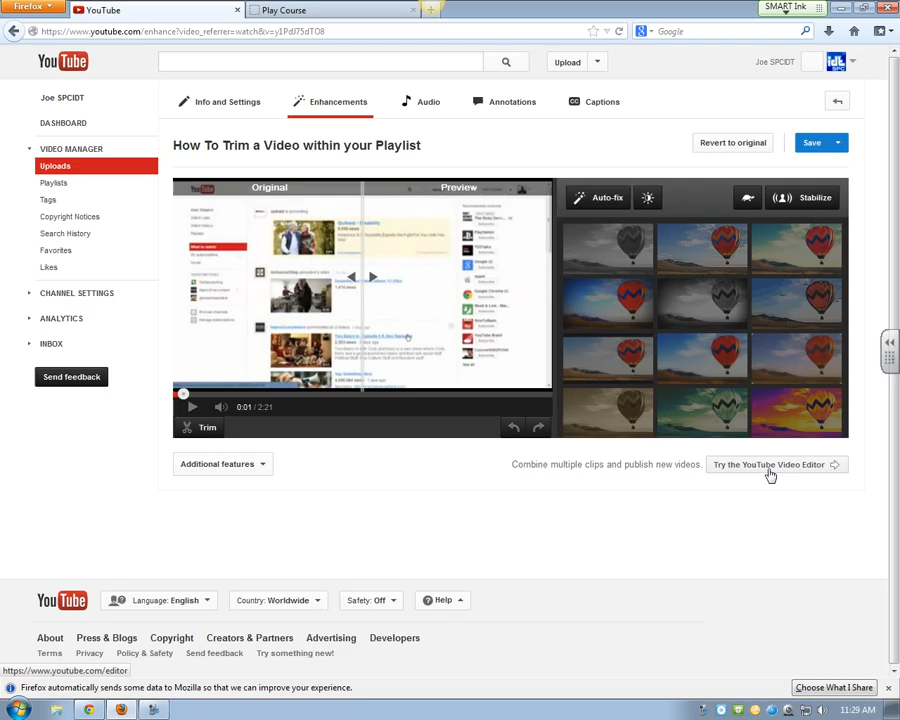 Firefox
YouTube
Play Course
SMART Ink
https://www.youtube.com/enhance?video_referrer=watch&v=y1PdJ75dTO8
Google
YouTube
Upload
Joe SPCIDT
idt
SPC
Joe SPCIDT
DASHBOARD
VIDEO MANAGER
Uploads
Playlists
Tags
Copyright Notices
Search History
Favorites
Likes
CHANNEL SETTINGS
ANALYTICS
INBOX
Send feedback
Info and Settings
Enhancements
Audio
Annotations
CC Captions
How To Trim a Video within your Playlist
Revert to original
Save
Original
Preview
Auto-fix
Stabilize
0:01 / 2:21
Trim
Additional features
Combine multiple clips and publish new videos.
Try the YouTube Video Editor
YouTube
Language: English
Country: Worldwide
Safety: Off
Help
About Press & Blogs Copyright Creators & Partners Advertising Developers
Terms Privacy Policy & Safety Send feedback Try something new!
https://www.youtube.com/editor
Firefox automatically sends some data to Mozilla so that we can improve your experience.
Choose What I Share
11:29 AM